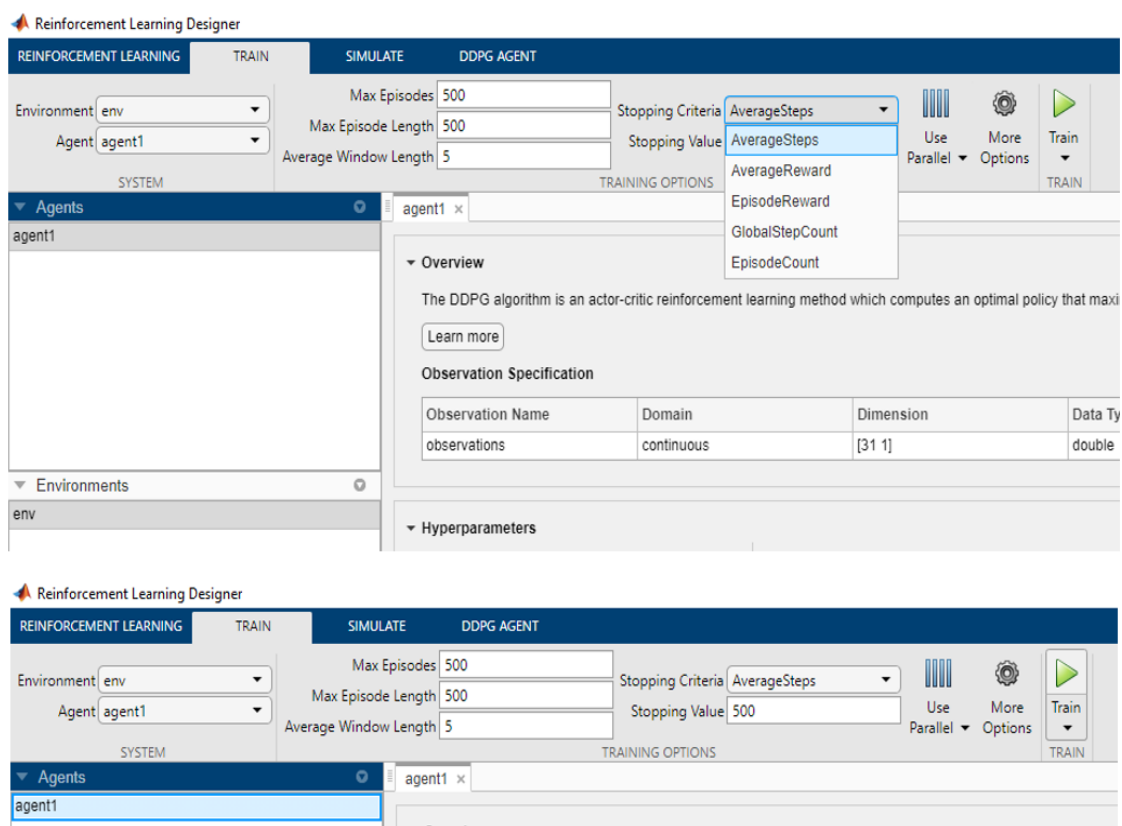 Reinforcement Learning Designer
REINFORCEMENT LEARNING TRAIN SIMULATE DDPG AGENT
Environment env
Agent agent1
SYSTEM
Max Episodes 500
Max Episode Length 500
Average Window Length 5
Stopping Criteria AverageSteps
Stopping Value
AverageSteps
AverageReward
EpisodeReward
GlobalStepCount
EpisodeCount
TRAINING OPTIONS
Use Parallel
More Options
Train
TRAIN
Agents
agent1
Environments
env
agent1 ×
Overview
The DDPG algorithm is an actor-critic reinforcement learning method which computes an optimal policy that maxi
Learn more
Observation Specification
Observation Name Domain Dimension Data Ty
observations continuous [31 1] double
Hyperparameters
Reinforcement Learning Designer
REINFORCEMENT LEARNING TRAIN SIMULATE DDPG AGENT
Environment env
Agent agent1
SYSTEM
Max Episodes 500
Max Episode Length 500
Average Window Length 5
Stopping Criteria AverageSteps
Stopping Value 500
TRAINING OPTIONS
Use Parallel
More Options
Train
TRAIN
Agents
agent1
agent1 ×